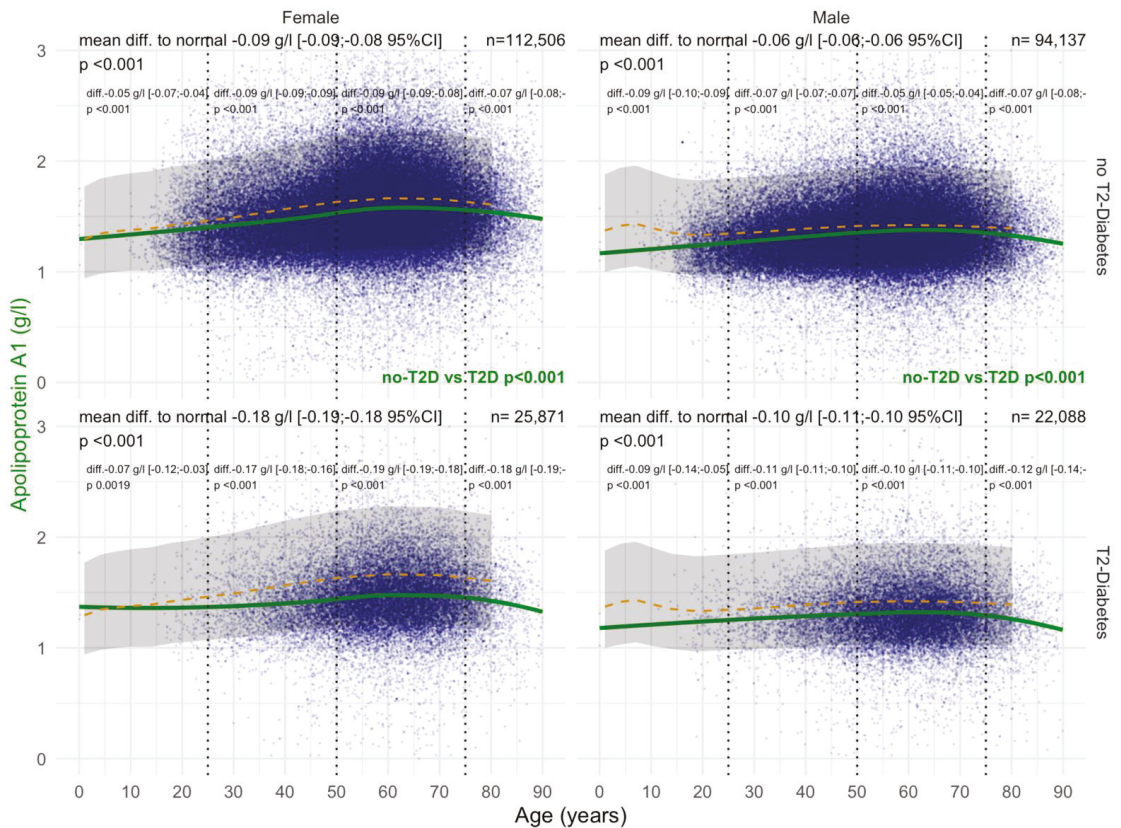 Female
Male
mean diff. to normal -0.09 g/l [-0.09;-0.08 95%CI] n=112,506
p <0.001
diff.-0.05 g/l [-0.07;-0.04] diff.-0.09 g/l [-0.09;-0.09] diff.-0.09 g/l [-0.09;-0.08] diff.-0.07 g/l [-0.08;-
p <0.001 p <0.001 p <0.001 p <0.001
mean diff. to normal -0.06 g/l [-0.06;-0.06 95%CI] n= 94,137
p <0.001
diff.-0.09 g/l [-0.10;-0.09] diff.-0.07 g/l [-0.07;-0.07] diff.-0.05 g/l [-0.05;-0.04] diff.-0.07 g/l [-0.08;-
p <0.001 p <0.001 p <0.001 p <0.001
3
2
1
0
no-T2D vs T2D p<0.001
no-T2D vs T2D p<0.001
no T2-Diabetes
Apolipoprotein A1 (g/l)
mean diff. to normal -0.18 g/l [-0.19;-0.18 95%CI] n= 25,871
p <0.001
diff.-0.07 g/l [-0.12;-0.03] diff.-0.17 g/l [-0.18;-0.16] diff.-0.19 g/l [-0.19;-0.18] diff.-0.18 g/l [-0.19;-
p 0.0019 p <0.001 p <0.001 p <0.001
mean diff. to normal -0.10 g/l [-0.11;-0.10 95%CI] n= 22,088
p <0.001
diff.-0.09 g/l [-0.14;-0.05] diff.-0.11 g/l [-0.11;-0.10] diff.-0.10 g/l [-0.11;-0.10] diff.-0.12 g/l [-0.14;-
p <0.001 p <0.001 p <0.001 p <0.001
3
2
1
0
T2-Diabetes
0 10 20 30 40 50 60 70 80 90
0 10 20 30 40 50 60 70 80 90
Age (years)